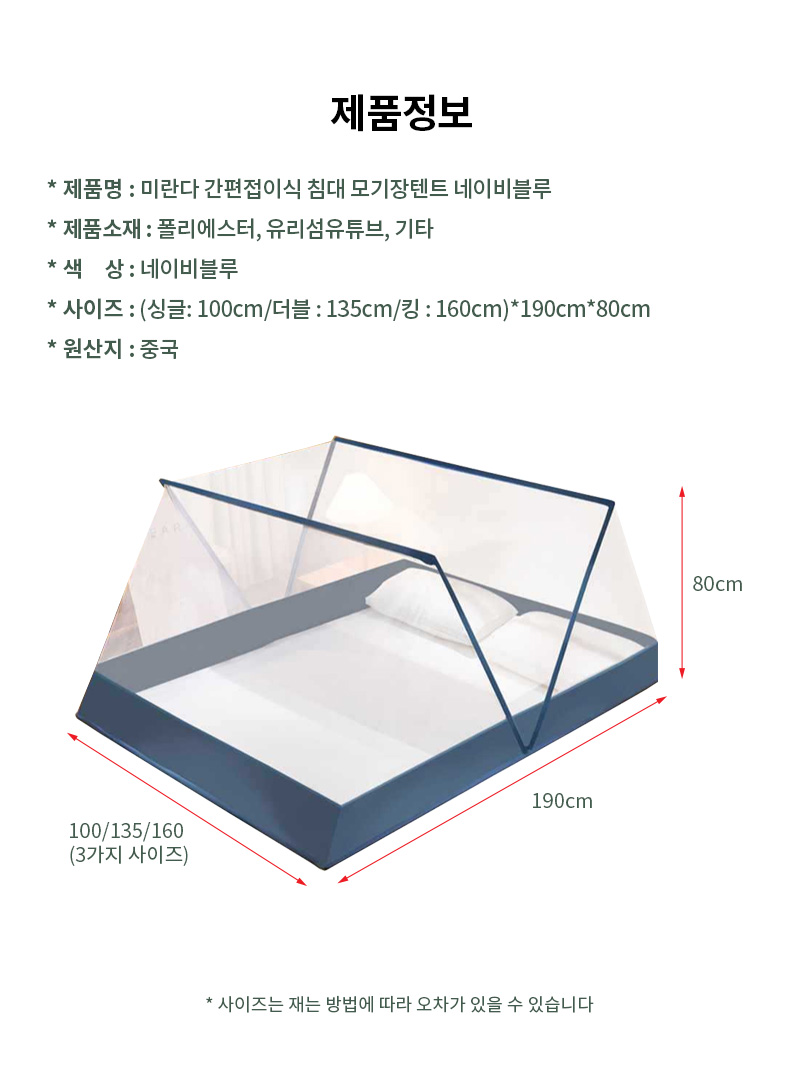 제품정보
* 제품명 : 미란다 간편접이식 침대 모기장텐트 네이비블루
* 제품소재 : 폴리에스터, 유리섬유튜브, 기타
* 색 상 : 네이비블루
* 사이즈 : (싱글: 100cm/더블 : 135cm/킹 : 160cm)*190cm*80cm
* 원산지 : 중국
80cm
190cm
100/135/160
(3가지 사이즈)
* 사이즈는 재는 방법에 따라 오차가 있을 수 있습니다